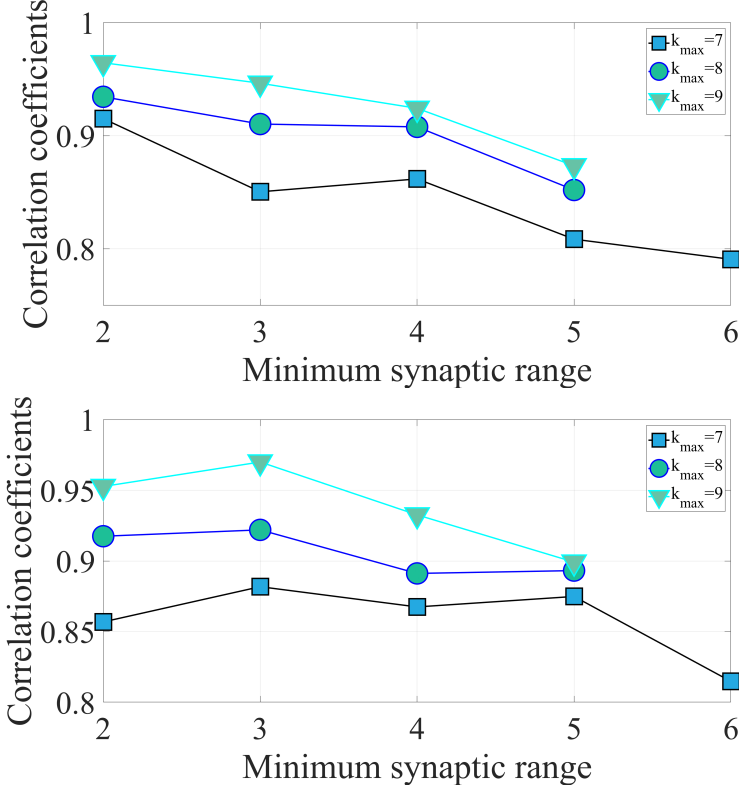 1
0.9
0.8
Correlation coefficients
k_max=7
k_max=8
k_max=9
2 3 4 5 6
Minimum synaptic range
1
0.95
0.9
0.85
0.8
Correlation coefficients
k_max=7
k_max=8
k_max=9
2 3 4 5 6
Minimum synaptic range